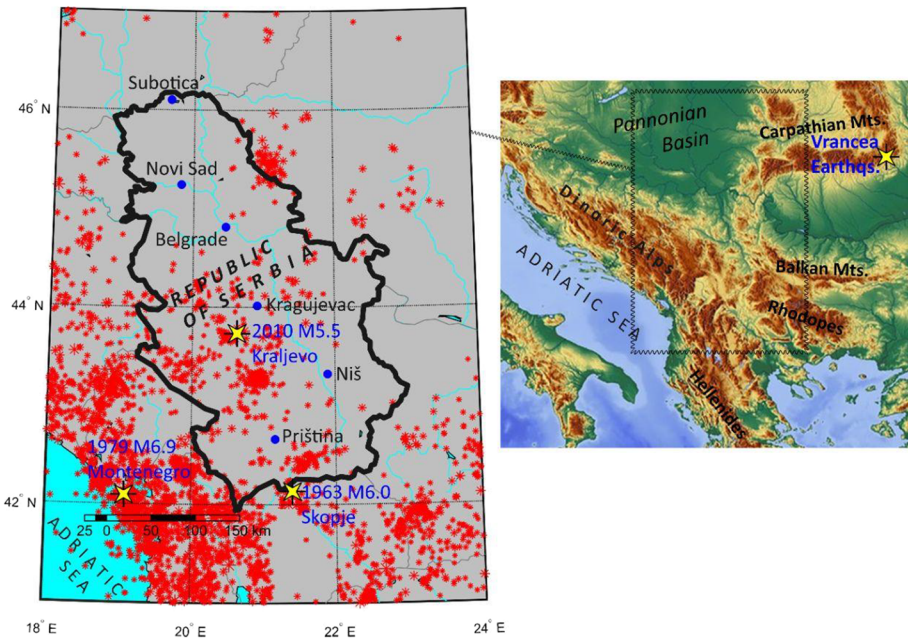 46° N
44° N
42° N
18° E
20° E
22° E
24° E
Subotica
Novi Sad
Belgrade
REPUBLIC
OF SERBIA
Kragujevac
2010 M5.5
Kraljevo
Niš
Priština
1979 M6.9
Montenegro
1963 M6.0
Skopje
25 0 50 100 150 km
ADRIATIC
SEA
Pannonian
Basin
Carpathian Mts.
Vrancea
Earthqs.
Dinaric Alps
ADRIATIC SEA
Balkan Mts.
Rhodopes
Hellenides